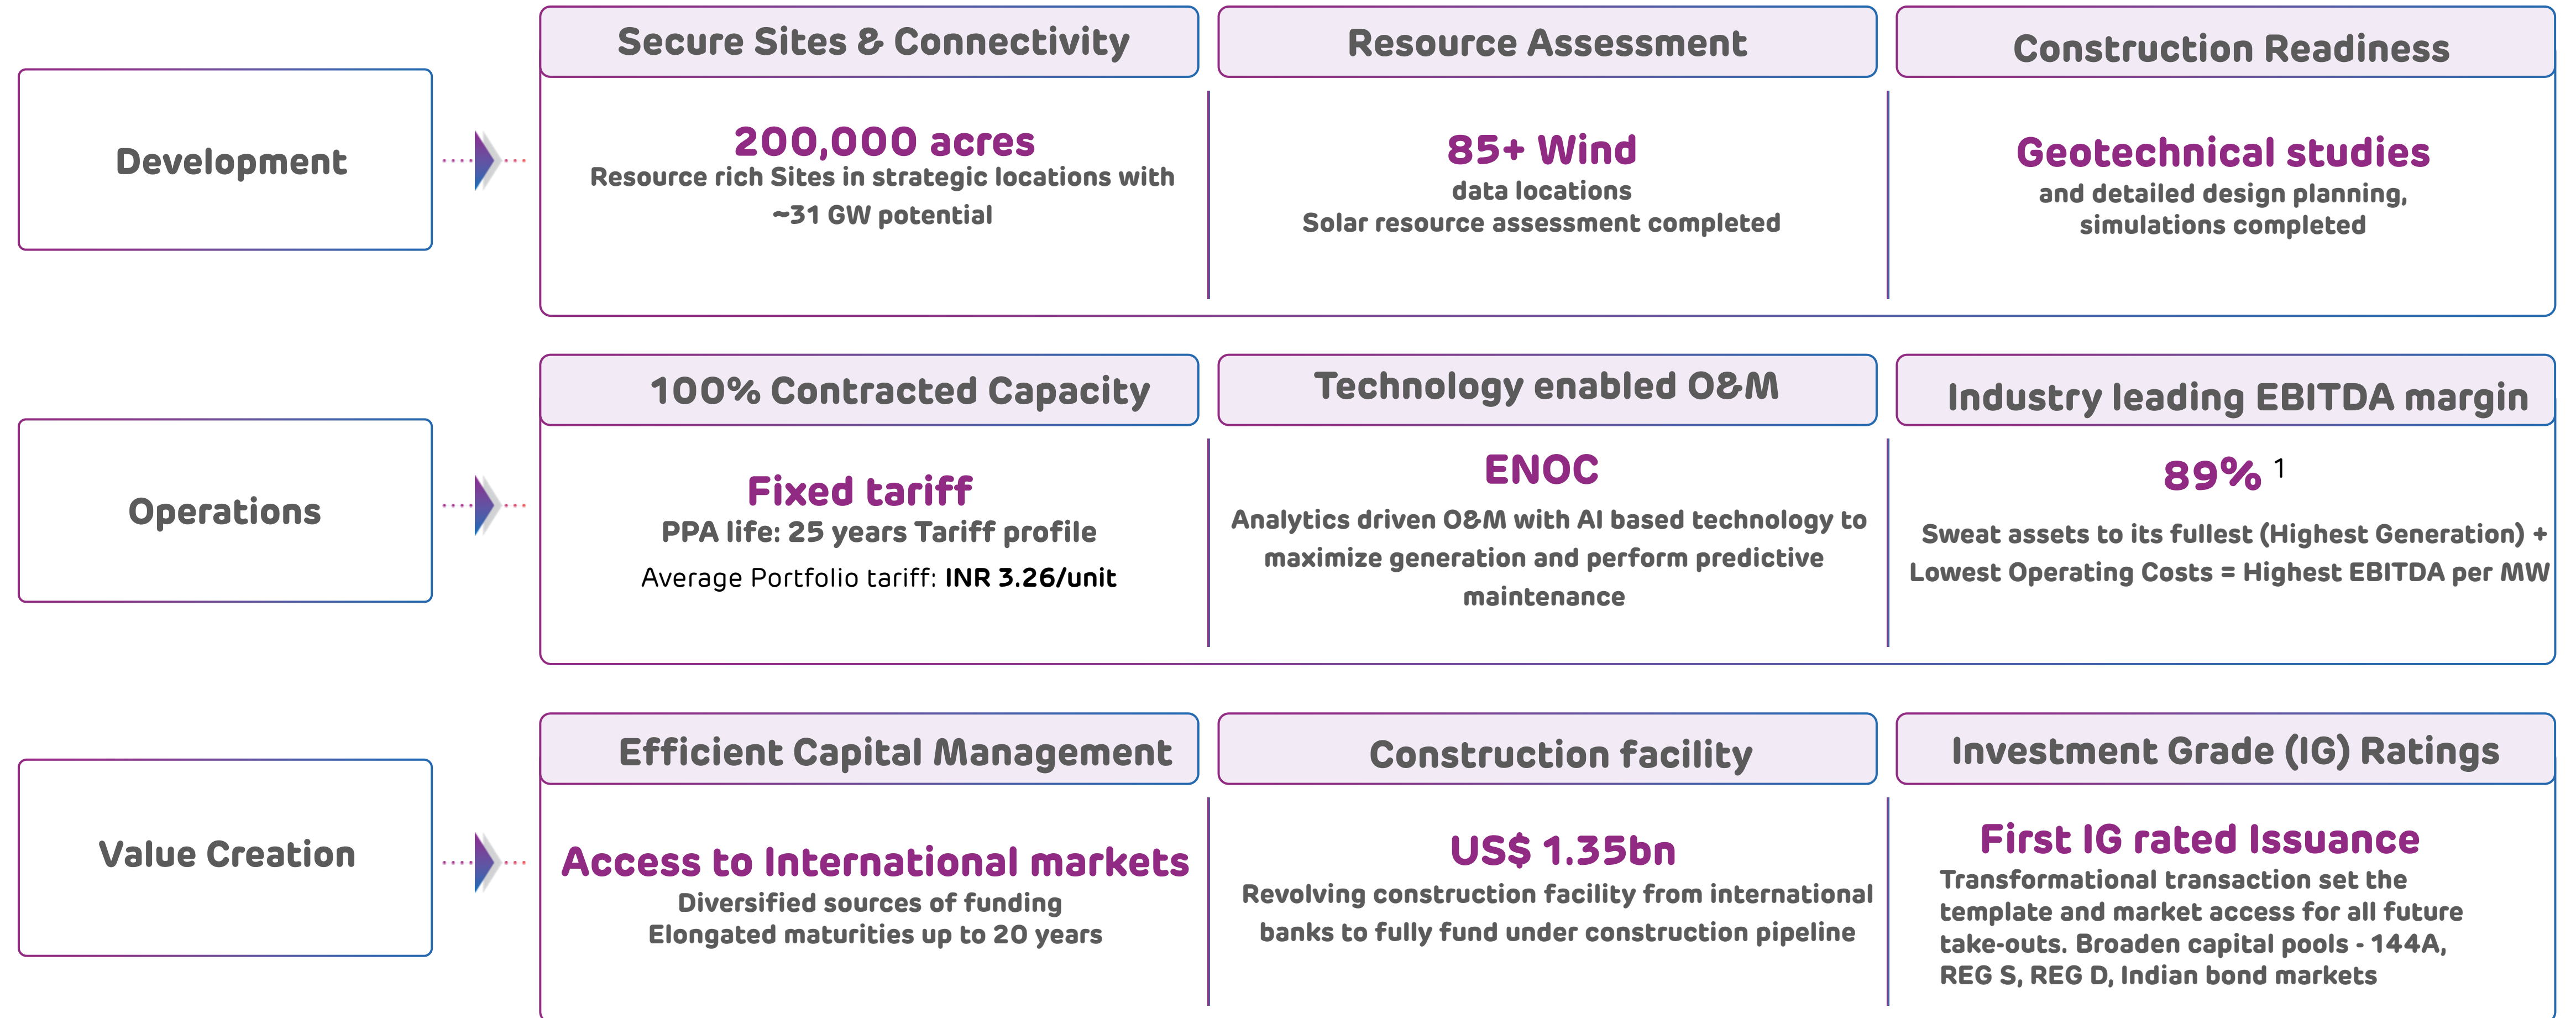 Development
Secure Sites & Connectivity
200,000 acres
Resource rich Sites in strategic locations with
~31 GW potential
Resource Assessment
85+ Wind
data locations
Solar resource assessment completed
Construction Readiness
Geotechnical studies
and detailed design planning,
simulations completed
Operations
100% Contracted Capacity
Fixed tariff
PPA life: 25 years Tariff profile
Average Portfolio tariff: INR 3.26/unit
Technology enabled O&M
ENOC
Analytics driven O&M with AI based technology to
maximize generation and perform predictive
maintenance
Industry leading EBITDA margin
89% 1
Sweat assets to its fullest (Highest Generation) +
Lowest Operating Costs = Highest EBITDA per MW
Value Creation
Efficient Capital Management
Access to International markets
Diversified sources of funding
Elongated maturities up to 20 years
Construction facility
US$ 1.35bn
Revolving construction facility from international
banks to fully fund under construction pipeline
Investment Grade (IG) Ratings
First IG rated Issuance
Transformational transaction set the
template and market access for all future
take-outs. Broaden capital pools - 144A,
REG S, REG D, Indian bond markets